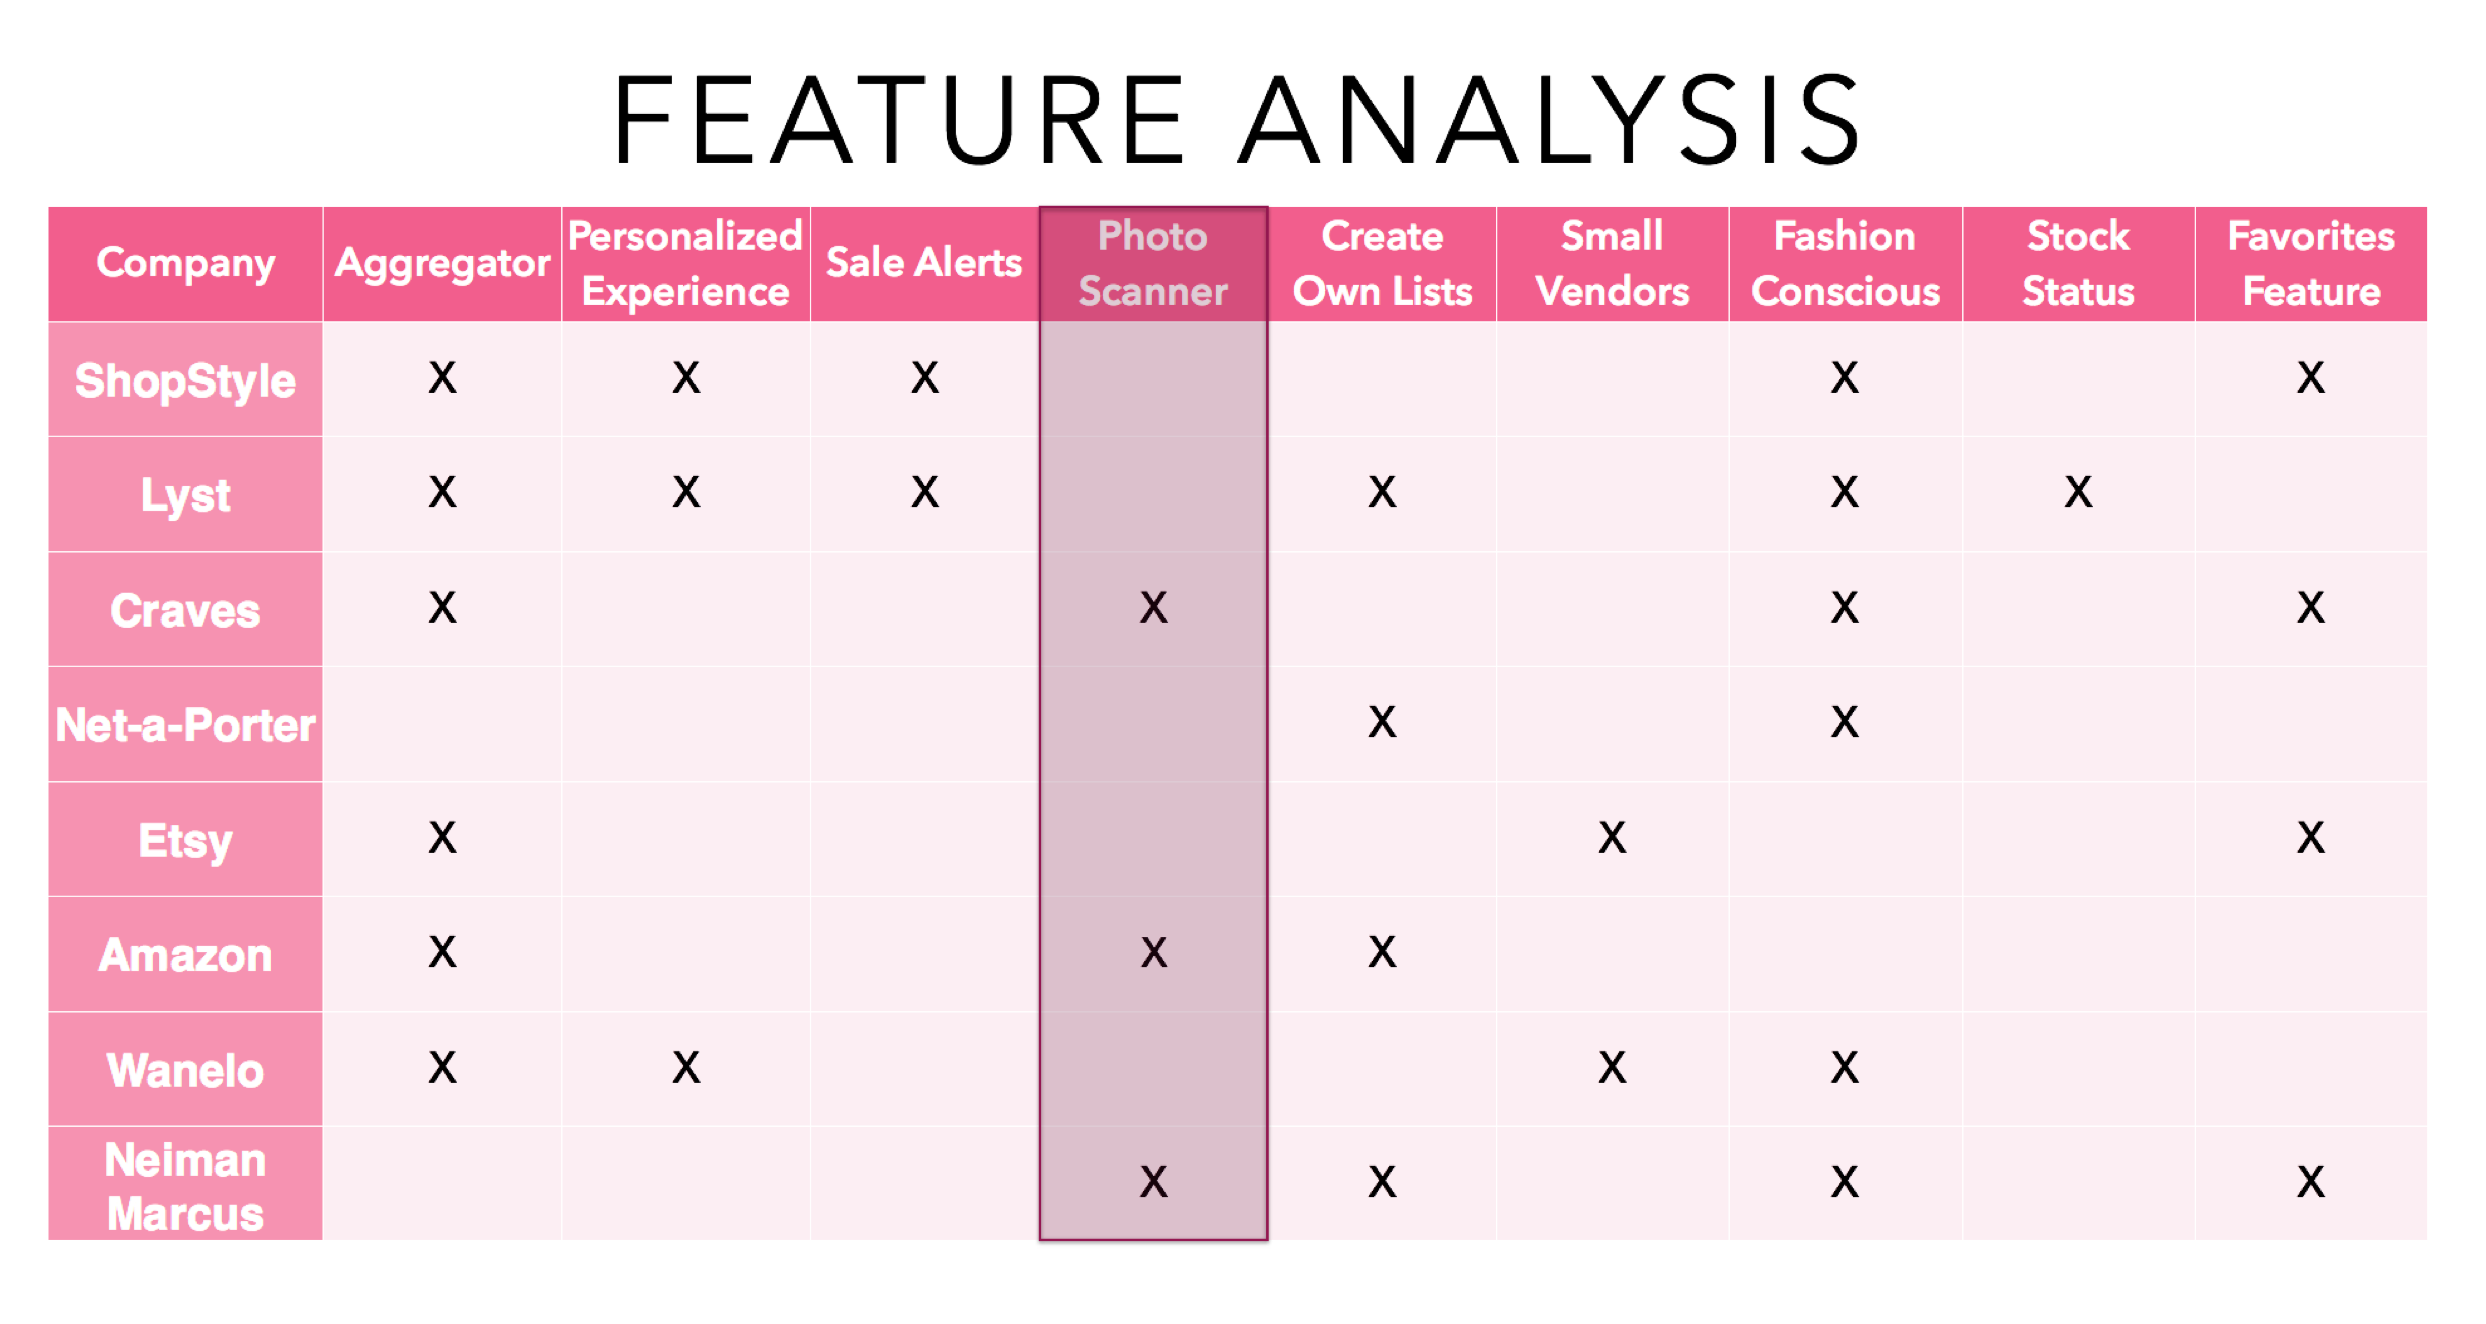 FEATURE ANALYSIS
Company Aggregator Personalized Experience Sale Alerts Photo Scanner Create Own Lists Small Vendors Fashion Conscious Stock Status Favorites Feature
ShopStyle X X X X X
Lyst X X X X X X
Craves X X X X
Net-a-Porter X X
Etsy X X X
Amazon X X X
Wanelo X X X X
Neiman Marcus X X X X